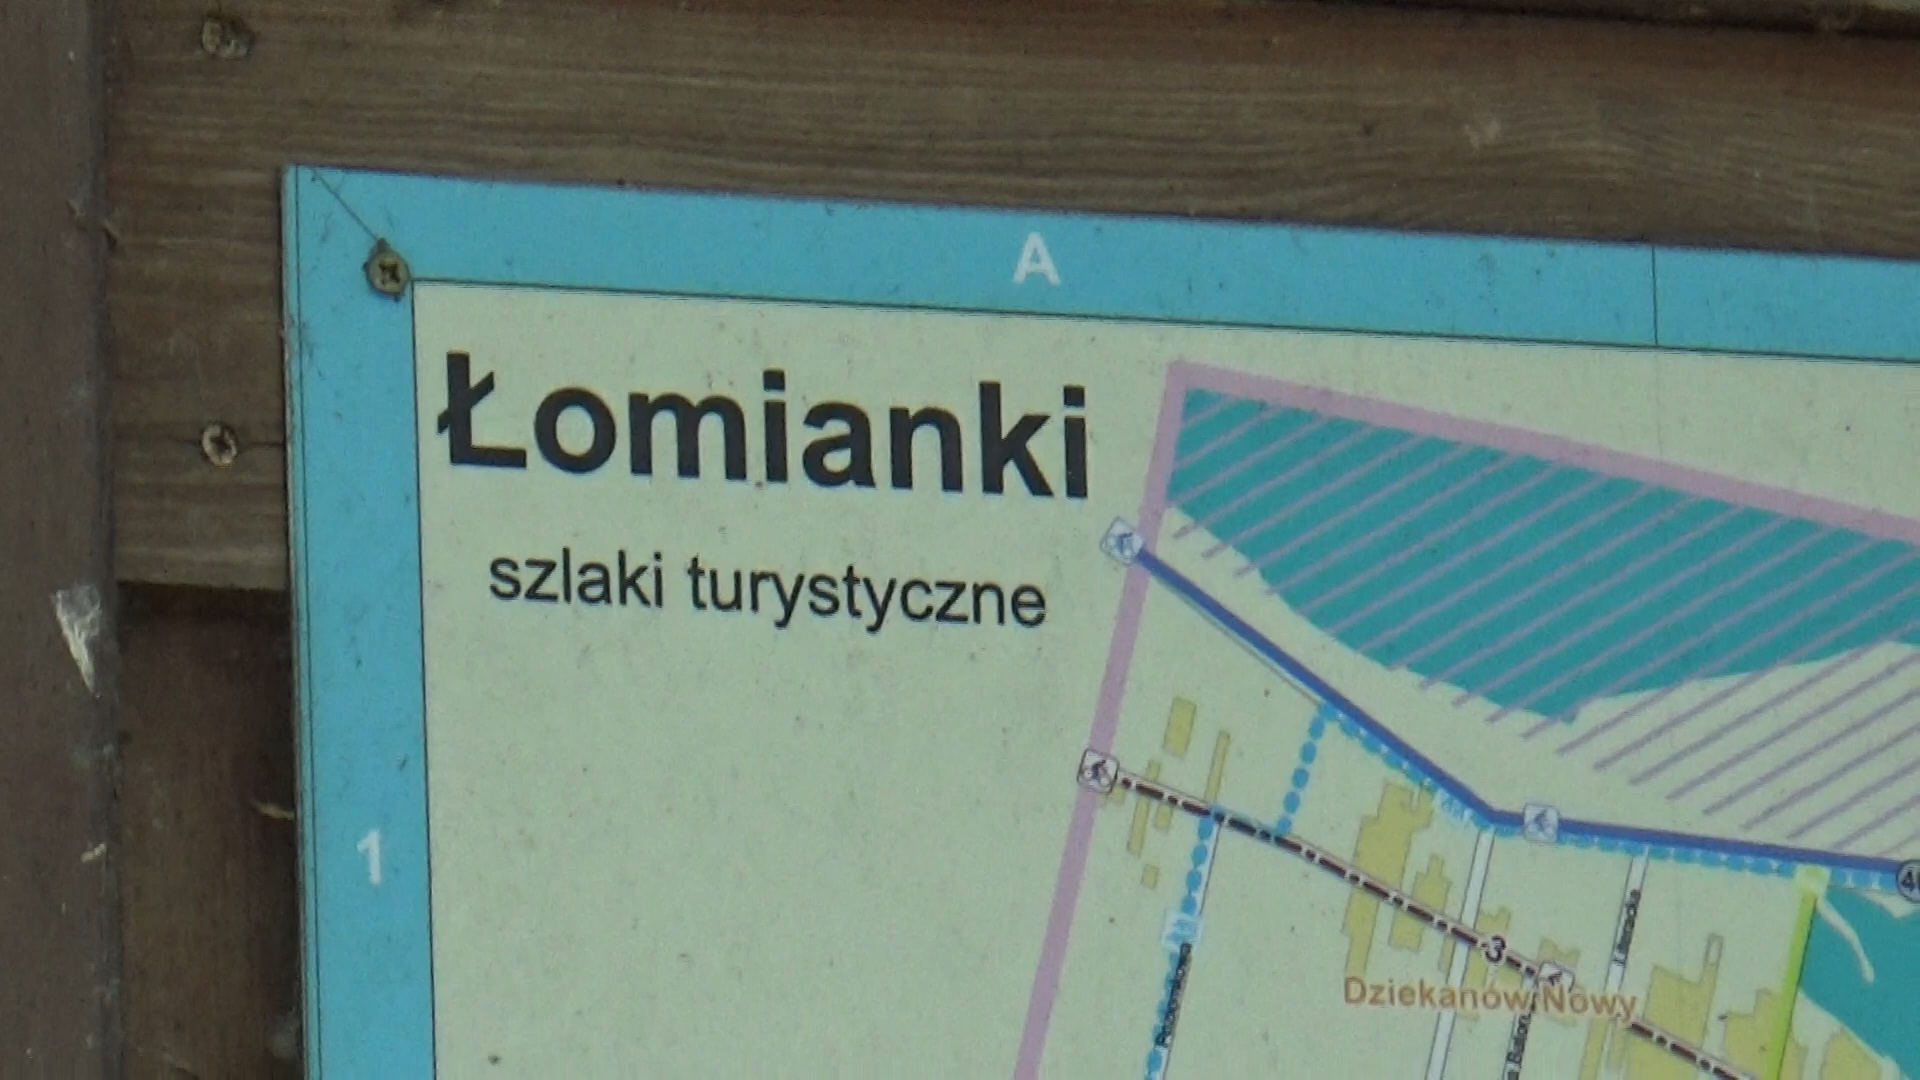 A
Łomianki
szlaki turystyczne
1
3
Dziekanów Nowy